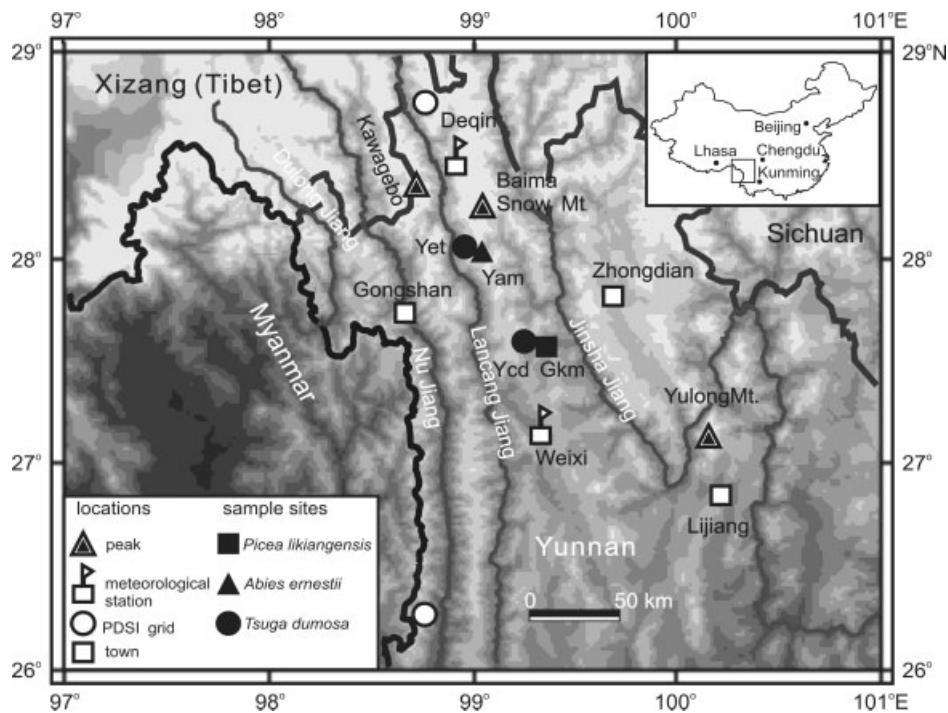 97° 98° 99° 100° 101°E
29° 29°N
Xizang (Tibet)
Deqin
Kawagebo
Dulong Jiang
Baima
Snow Mt
Beijing
Lhasa
Chengdu
Kunming
Sichuan
28° 28°
Yet
Yam
Zhongdian
Gongshan
Myanmar
Nu Jiang
Lancang Jiang
Jinsha Jiang
Ycd Gkm
YulongMt.
Weixi
27° 27°
Lijiang
Yunnan
0 50 km
locations
peak
meteorological
station
PDSI grid
town
sample sites
Picea likiangensis
Abies ernestii
Tsuga dumosa
26° 26°
97° 98° 99° 100° 101°E